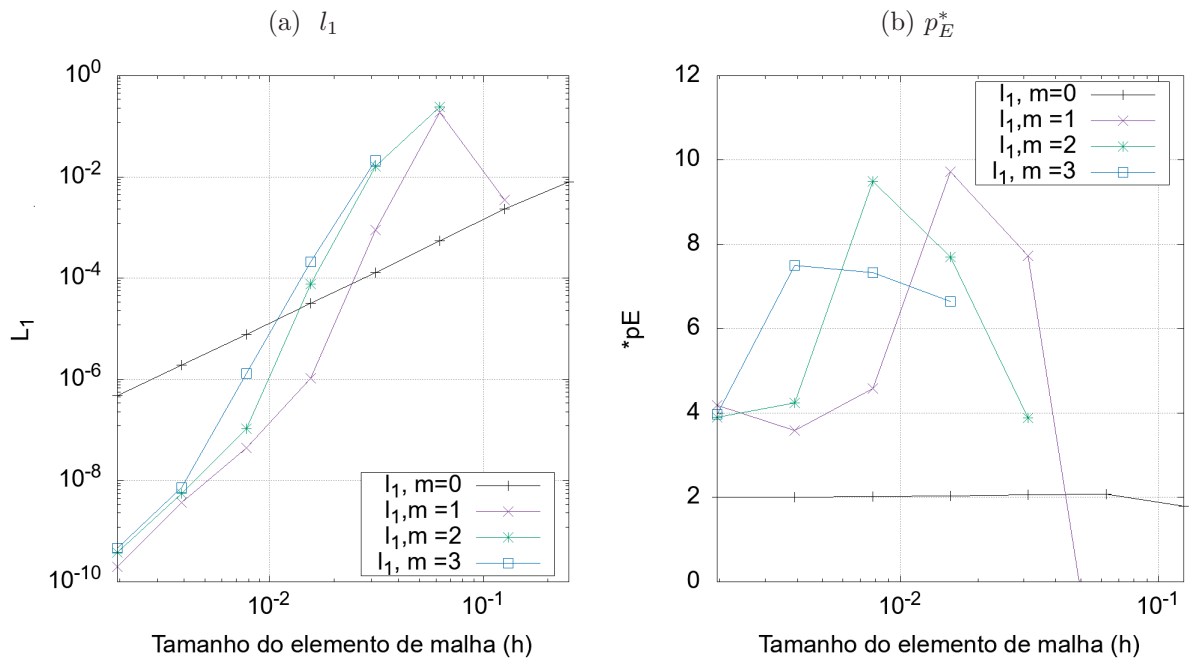 (a) l₁
10⁰
10⁻²
10⁻⁴
10⁻⁶
10⁻⁸
10⁻¹⁰
L₁
l₁, m=0
l₁,m =1
l₁,m =2
l₁, m =3
10⁻²
10⁻¹
Tamanho do elemento de malha (h)
(b) p*_E
12
10
8
6
4
2
0
*pE
l₁, m=0
l₁,m =1
l₁,m =2
l₁, m =3
10⁻²
10⁻¹
Tamanho do elemento de malha (h)